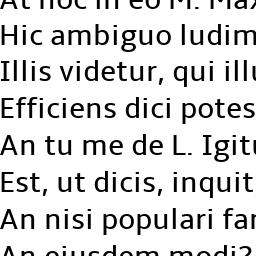 At hoc in eo M.
Hic ambiguo ludim
Illis videtur, qui illu
Efficiens dici potes
An tu me de L. Igitu
Est, ut dicis, inquit
An nisi populari fan
An eiusdem modi?